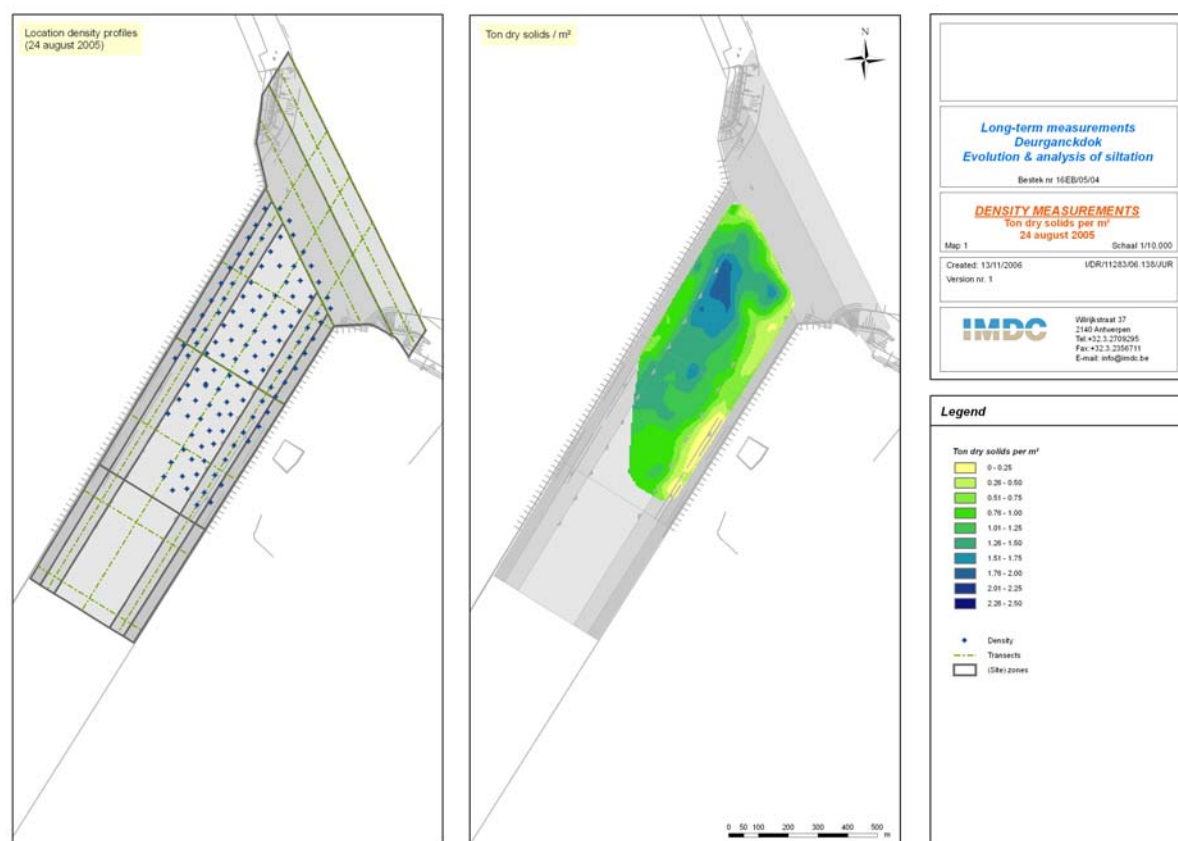 Location density profiles
(24 august 2005)
Ton dry solids / m²
N
0 50 100 200 300 400 500
m
Long-term measurements
Deurganckdok
Evolution & analysis of siltation
Bestek nr 16EB/05/04
DENSITY MEASUREMENTS
Ton dry solids per m²
24 august 2005
Map 1 Schaal 1/10.000
Created: 13/11/2006 I/DR/11283/06.138/JUR
Version nr. 1
IMDC
Wilrijkstraat 37
2140 Antwerpen
Tel:+32.3.2709295
Fax:+32.3.2356711
E-mail: info@imdc.be
Legend
Ton dry solids per m²
0 - 0.25
0.26 - 0.50
0.51 - 0.75
0.76 - 1.00
1.01 - 1.25
1.26 - 1.50
1.51 - 1.75
1.76 - 2.00
2.01 - 2.25
2.26 - 2.50
Density
Transects
(Site) zones